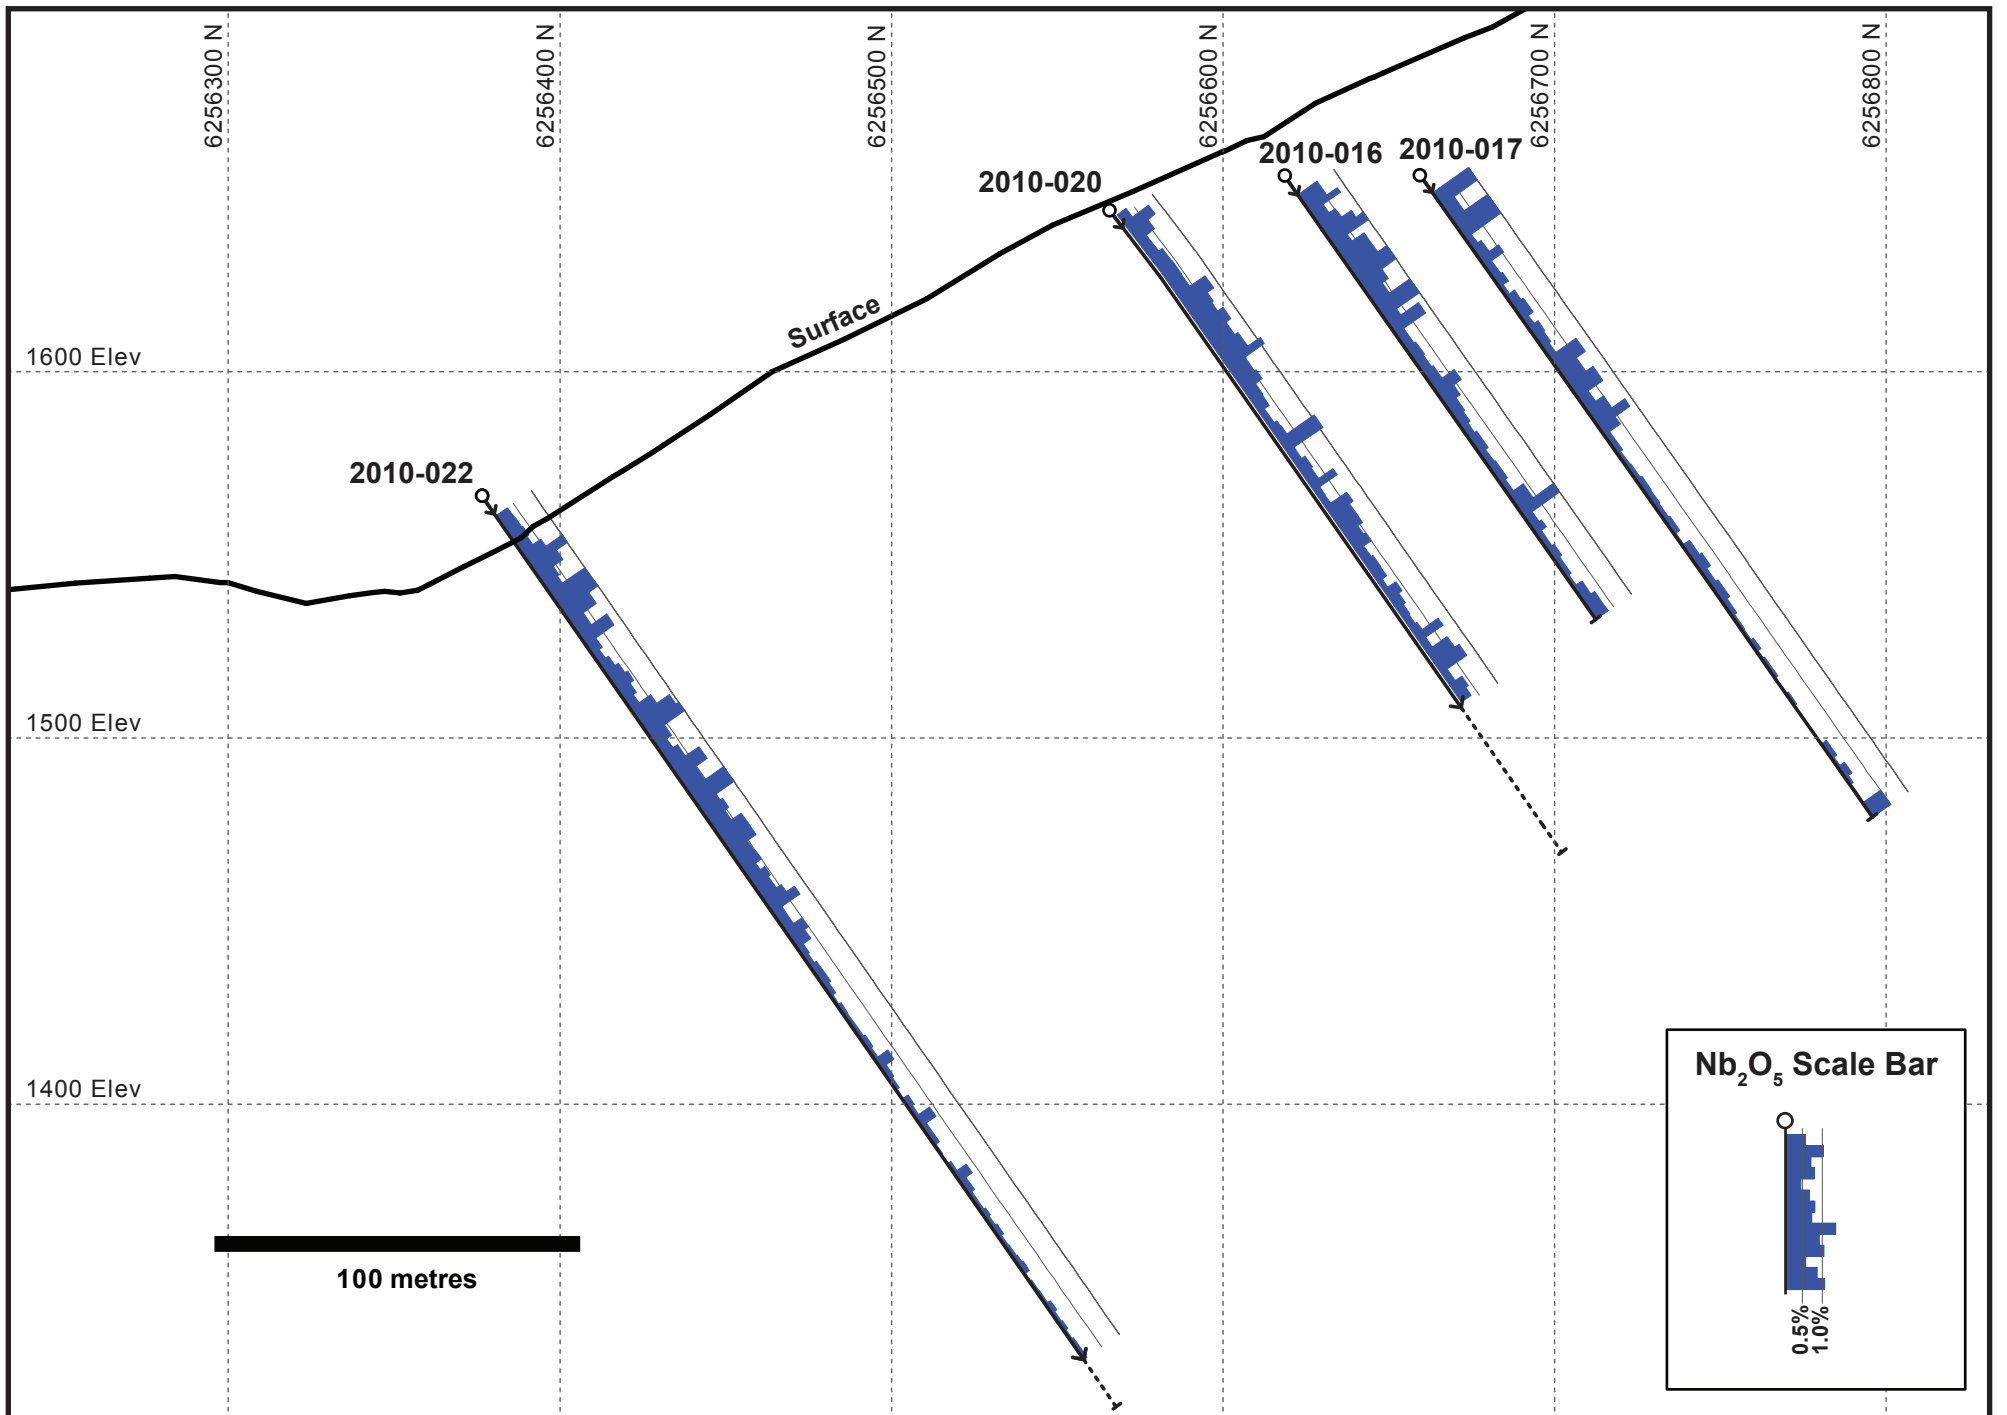 6256300 N
6256400 N
6256500 N
6256600 N
6256700 N
6256800 N
2010-016
2010-017
2010-020
Surface
1600 Elev
2010-022
1500 Elev
1400 Elev
Nb₂O₅ Scale Bar
0.5%
1.0%
100 metres